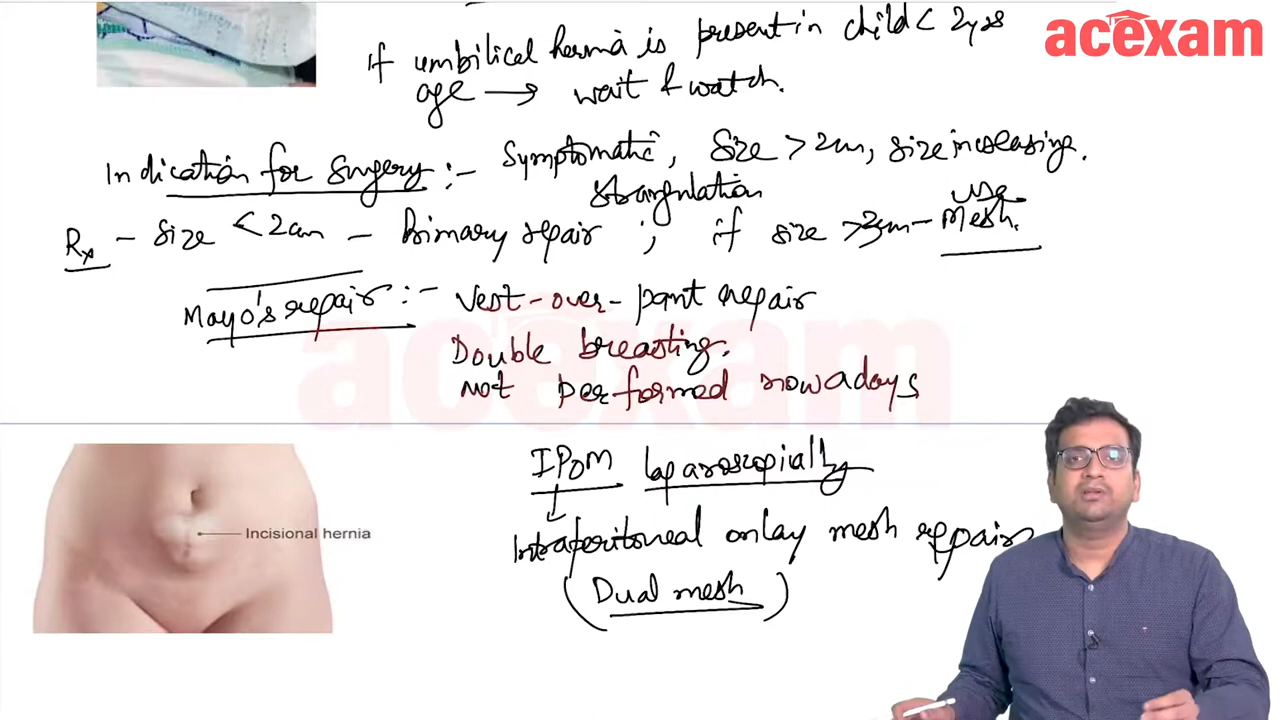 acexam
if umbilical hernia is present in child < 2yrs
age → wait & watch.
Indication for surgery :- Symptomatic, Size > 2cm, size increasing.
strangulation
Rx - size < 2cm - Primary repair ; if size > 2cm - use Mesh.
Mayo's repair :- Vest-over-pant repair
Double breasting.
not performed nowadays
acexam
IPOM laparoscopially
Incisional hernia
Intraperitoneal onlay mesh repair
(Dual mesh)